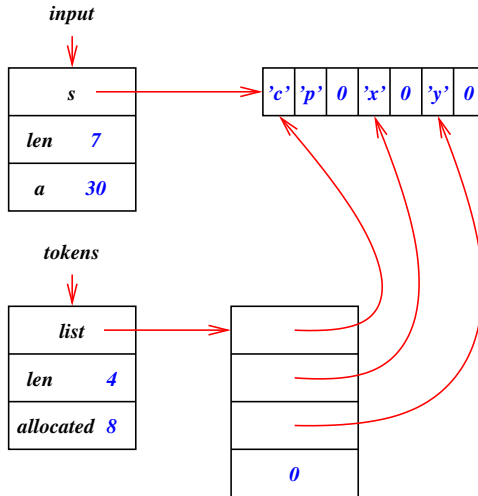 input
s
'c' 'p' 0 'x' 0 'y' 0
len 7
a 30
tokens
list
len 4
allocated 8
0